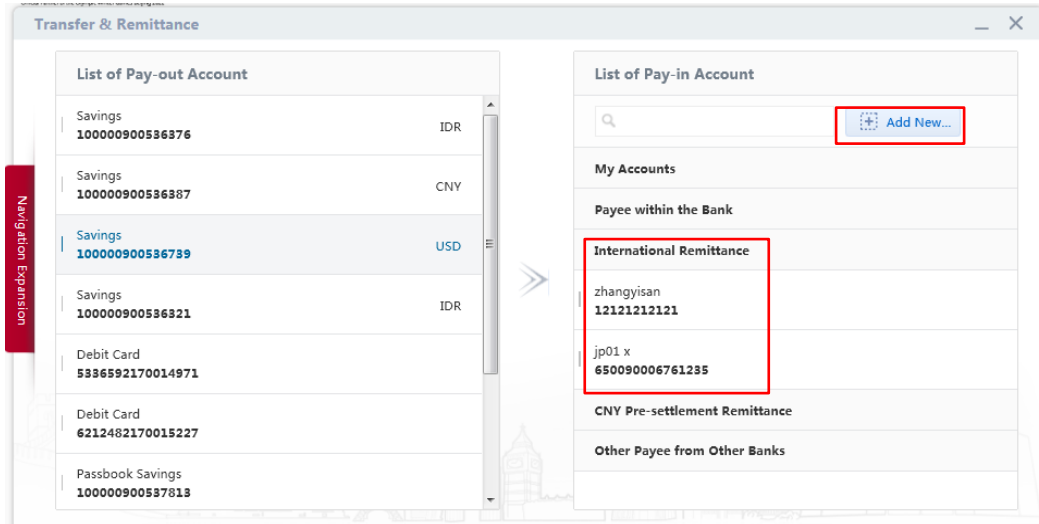 Transfer & Remittance
List of Pay-out Account
Savings
100000900536376
IDR
Savings
100000900536387
CNY
Savings
100000900536739
USD
Savings
100000900536321
IDR
Debit Card
5336592170014971
Debit Card
6212482170015227
Passbook Savings
100000900537813
Navigation Expansion
List of Pay-in Account
Add New...
My Accounts
Payee within the Bank
International Remittance
zhangyisan
12121212121
jp01 x
650090006761235
CNY Pre-settlement Remittance
Other Payee from Other Banks